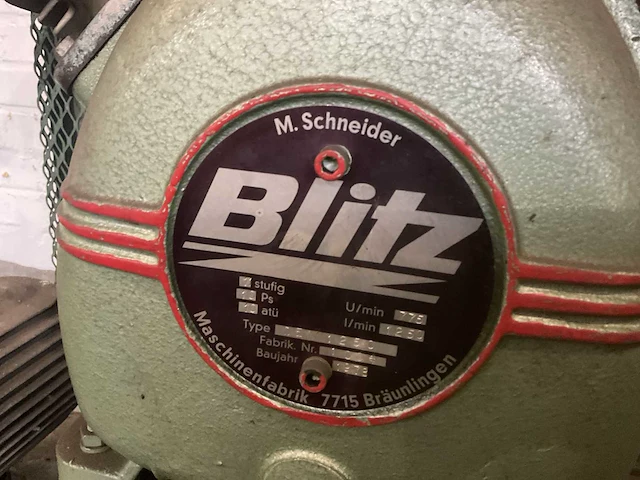 M. Schneider
Blitz
stufig
Ps
atü
U/min
l/min
Type
Fabrik. Nr.
Baujahr
Maschinenfabrik 7715 Bräunlingen